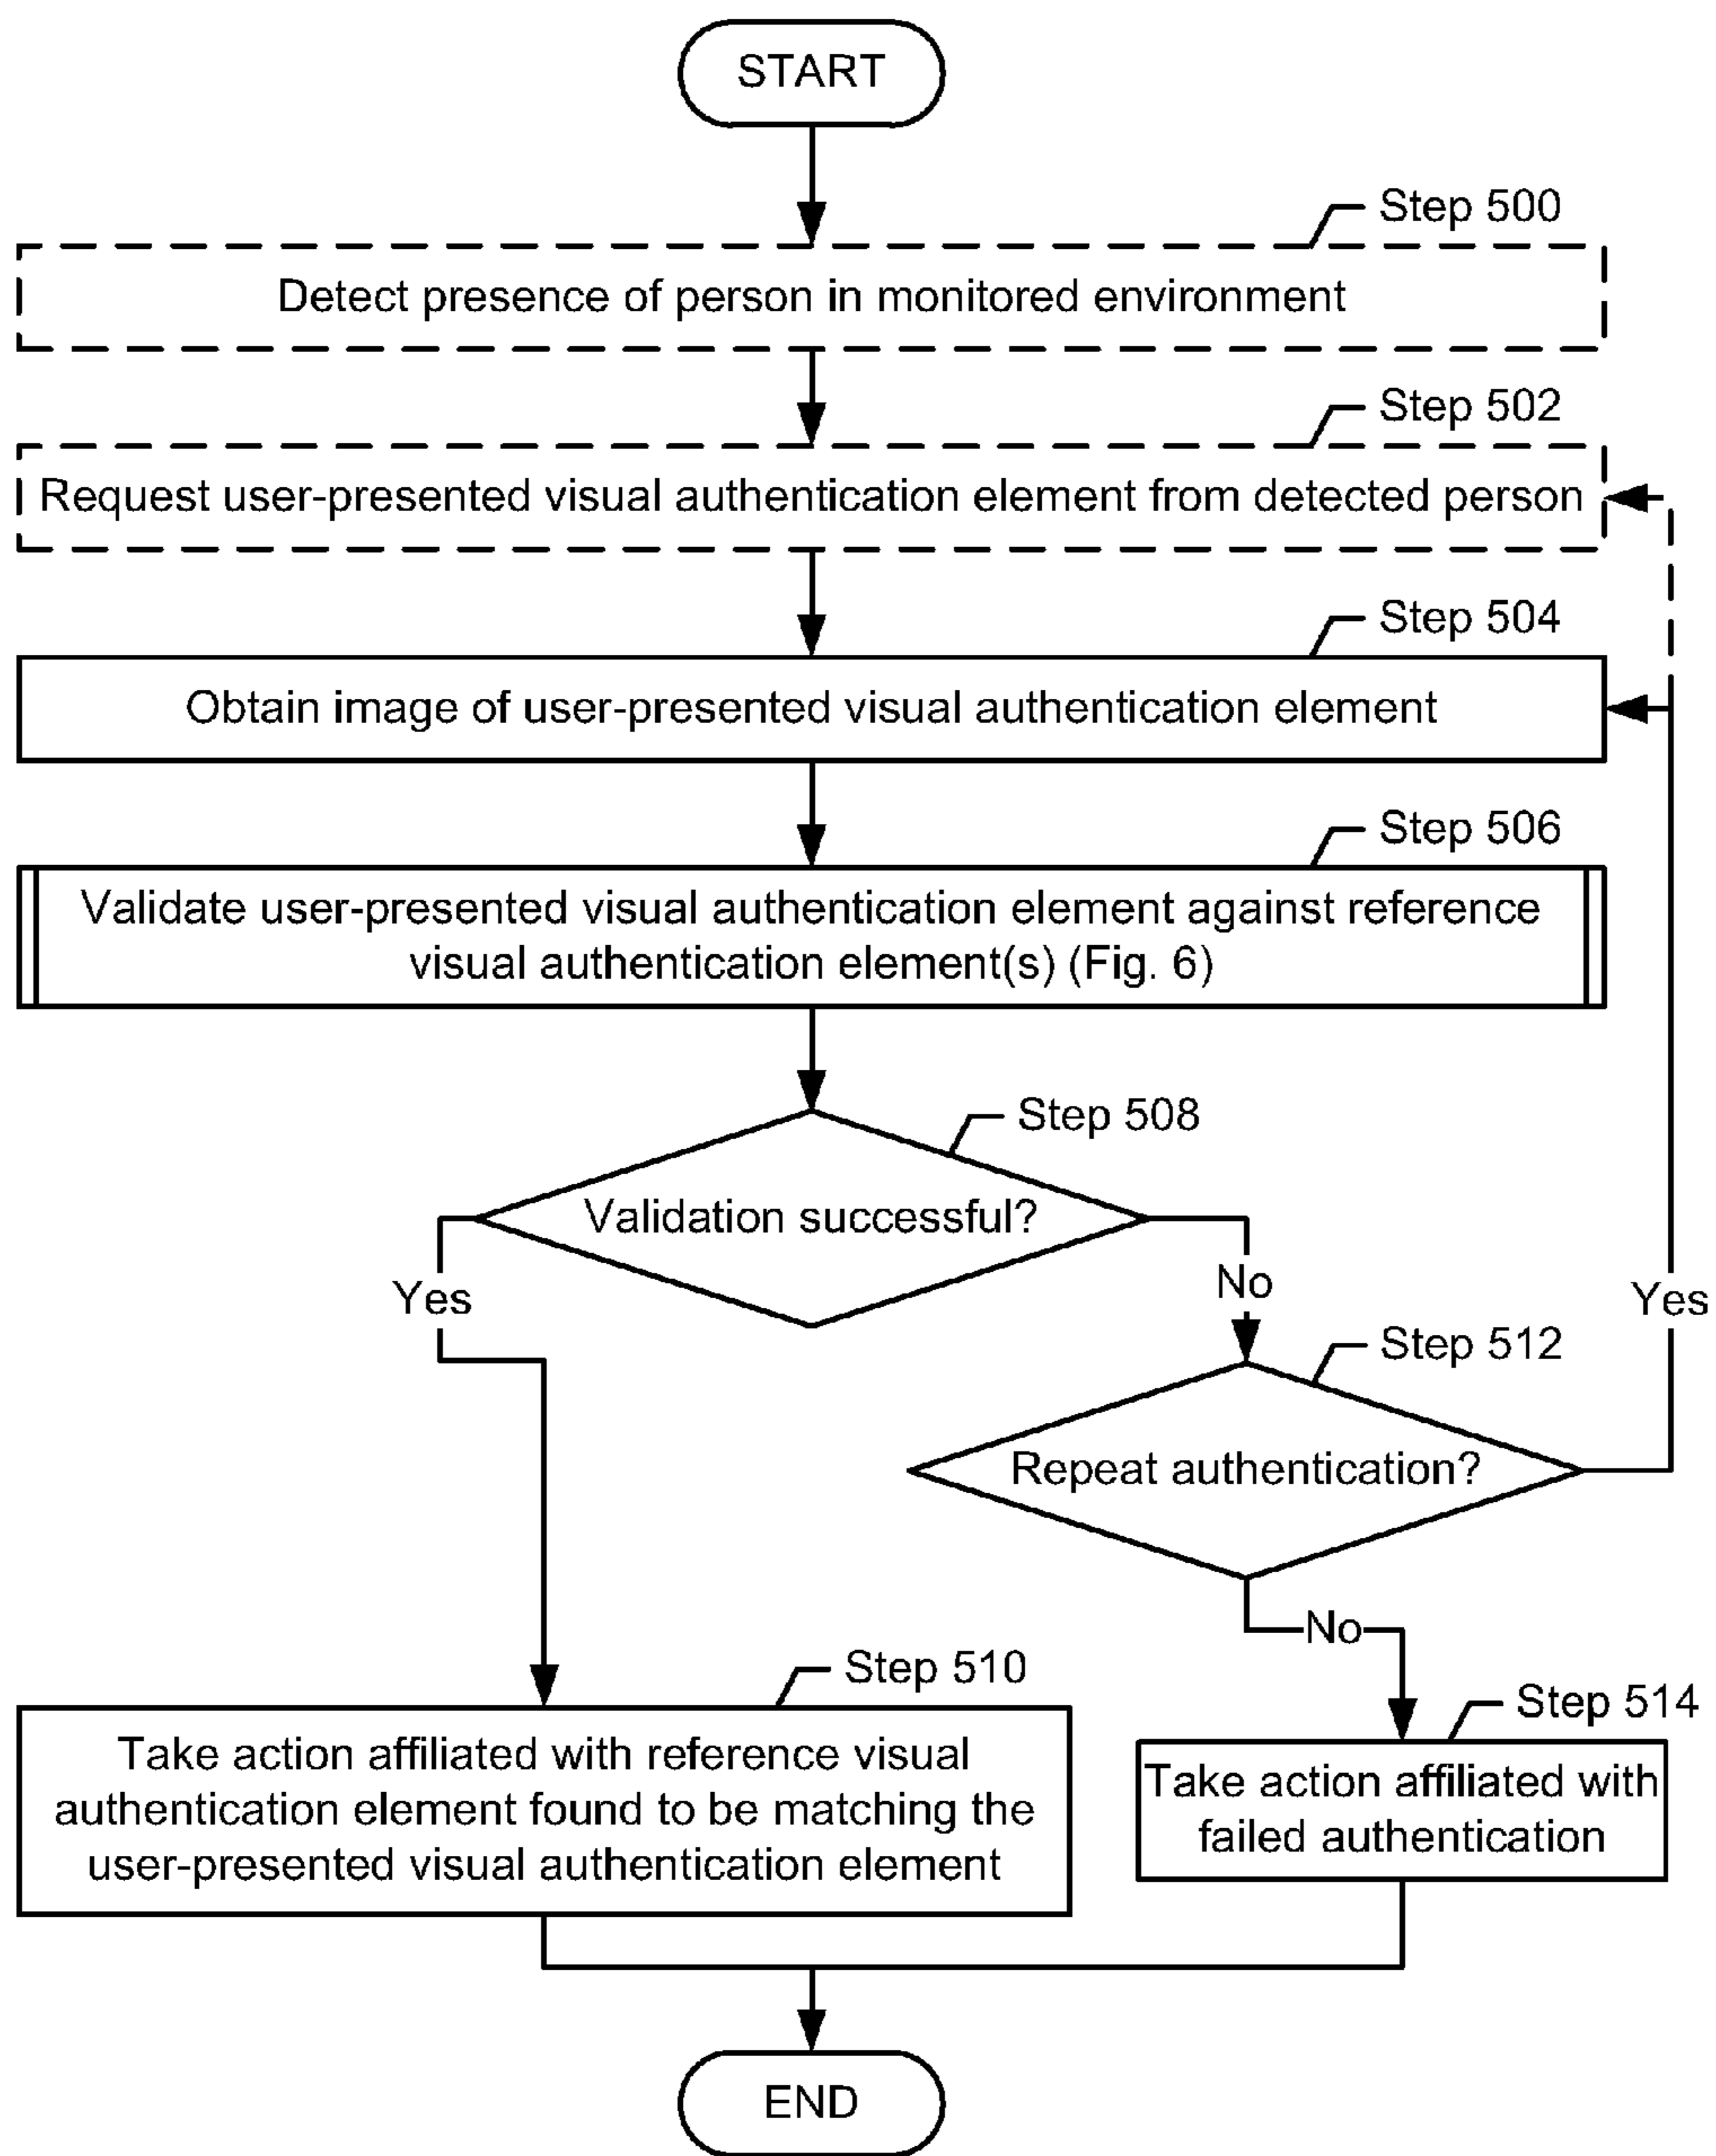 START
Step 500
Detect presence of person in monitored environment
Step 502
Request user-presented visual authentication element from detected person
Step 504
Obtain image of user-presented visual authentication element
Step 506
Validate user-presented visual authentication element against reference
visual authentication element(s) (Fig. 6)
Step 508
Validation successful?
Yes
No
Yes
Step 512
Repeat authentication?
No
Step 510
Take action affiliated with reference visual
authentication element found to be matching the
user-presented visual authentication element
Step 514
Take action affiliated with
failed authentication
END